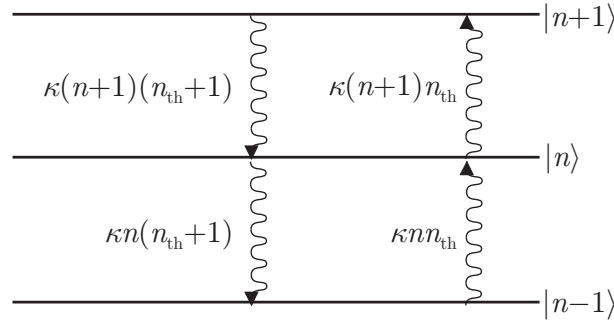 |n+1⟩
κ(n+1)(n_th+1) κ(n+1)n_th
|n⟩
κn(n_th+1) κnn_th
|n−1⟩